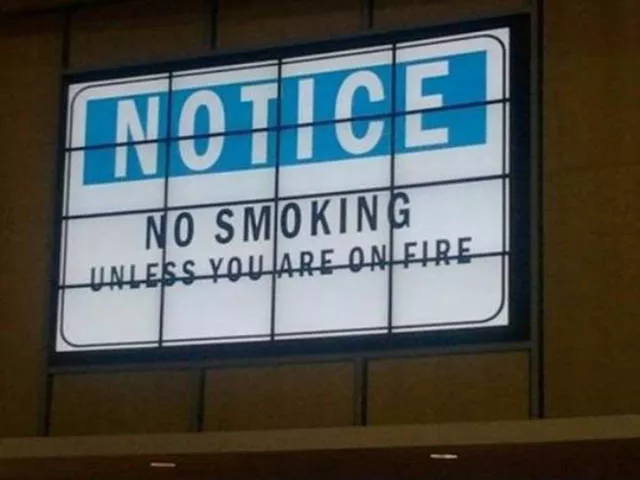 NOTICE
NO SMOKING
UNLESS YOU ARE ON FIRE